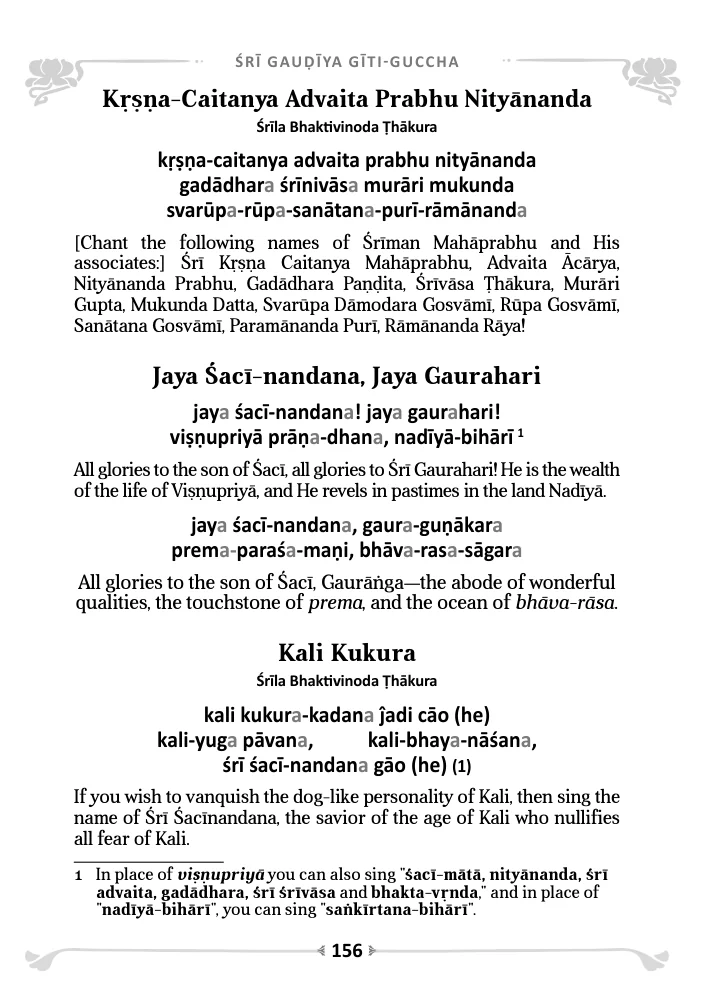 ŚRĪ GAUḌĪYA GĪTI-GUCCHA
Kṛṣṇa-Caitanya Advaita Prabhu Nityānanda
Śrīla Bhaktivinoda Ṭhākura
kṛṣṇa-caitanya advaita prabhu nityānanda
gadādhara śrīnivāsa murāri mukunda
svarūpa-rūpa-sanātana-purī-rāmānanda
[Chant the following names of Śrīman Mahāprabhu and His
associates:] Śrī Kṛṣṇa Caitanya Mahāprabhu, Advaita Ācārya,
Nityānanda Prabhu, Gadādhara Paṇḍita, Śrīvāsa Ṭhākura, Murāri
Gupta, Mukunda Datta, Svarūpa Dāmodara Gosvāmī, Rūpa Gosvāmī,
Sanātana Gosvāmī, Paramānanda Purī, Rāmānanda Rāya!
Jaya Śacī-nandana, Jaya Gaurahari
jaya śacī-nandana! jaya gaurahari!
viṣṇupriyā prāṇa-dhana, nadīyā-bihārī ¹
All glories to the son of Śacī, all glories to Śrī Gaurahari! He is the wealth
of the life of Viṣṇupriyā, and He revels in pastimes in the land Nadīyā.
jaya śacī-nandana, gaura-guṇākara
prema-paraśa-maṇi, bhāva-rasa-sāgara
All glories to the son of Śacī, Gaurāṅga—the abode of wonderful
qualities, the touchstone of prema, and the ocean of bhāva-rāsa.
Kali Kukura
Śrīla Bhaktivinoda Ṭhākura
kali kukura-kadana ĵadi cāo (he)
kali-yuga pāvana, kali-bhaya-nāśana,
śrī śacī-nandana gāo (he) (1)
If you wish to vanquish the dog-like personality of Kali, then sing the
name of Śrī Śacīnandana, the savior of the age of Kali who nullifies
all fear of Kali.
1 In place of viṣṇupriyā you can also sing "śacī-mātā, nityānanda, śrī
advaita, gadādhara, śrī śrīvāsa and bhakta-vṛnda," and in place of
"nadīyā-bihārī", you can sing "saṅkīrtana-bihārī".
156